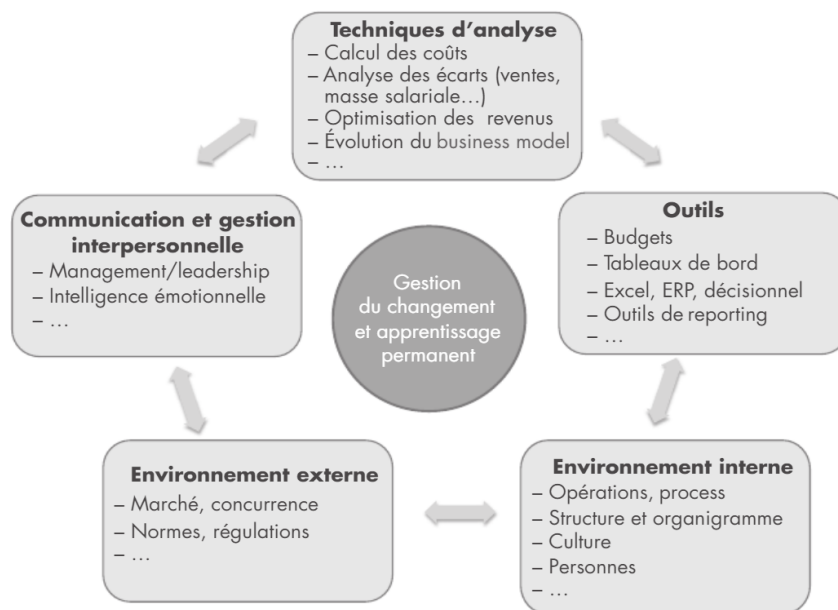 Techniques d'analyse
– Calcul des coûts
– Analyse des écarts (ventes,
masse salariale…)
– Optimisation des revenus
– Évolution du business model
– …
Communication et gestion
interpersonnelle
– Management/leadership
– Intelligence émotionnelle
– …
Outils
– Budgets
– Tableaux de bord
– Excel, ERP, décisionnel
– Outils de reporting
– …
Gestion
du changement
et apprentissage
permanent
Environnement externe
– Marché, concurrence
– Normes, régulations
– …
Environnement interne
– Opérations, process
– Structure et organigramme
– Culture
– Personnes
– …